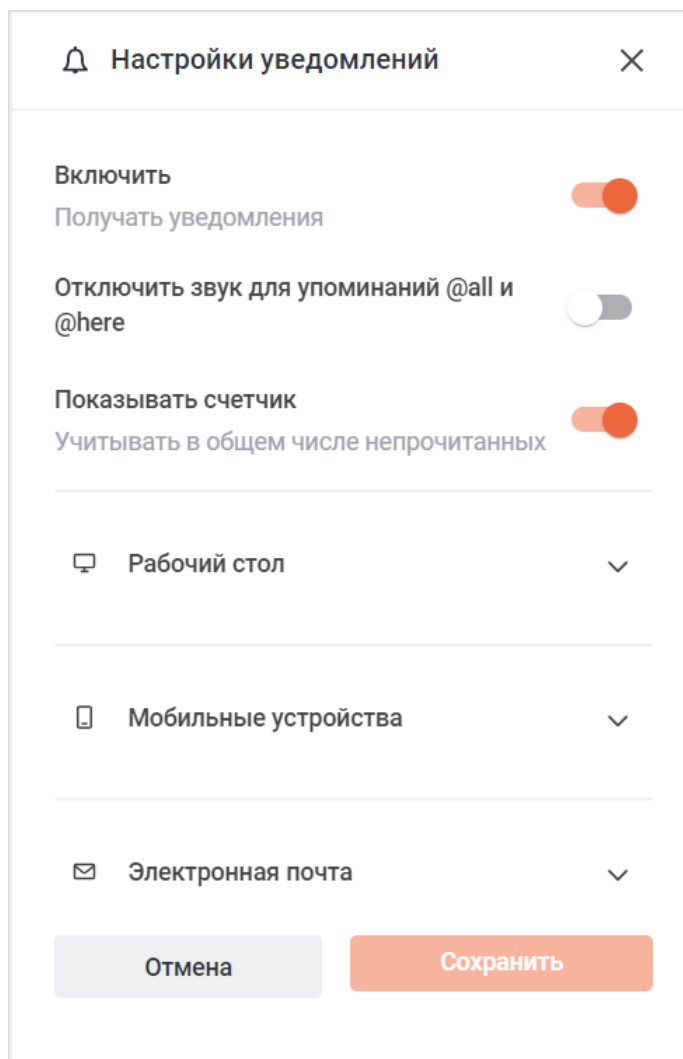 Настройки уведомлений
Включить
Получать уведомления
Отключить звук для упоминаний @all и
@here
Показывать счетчик
Учитывать в общем числе непрочитанных
Рабочий стол
Мобильные устройства
Электронная почта
Отмена
Сохранить